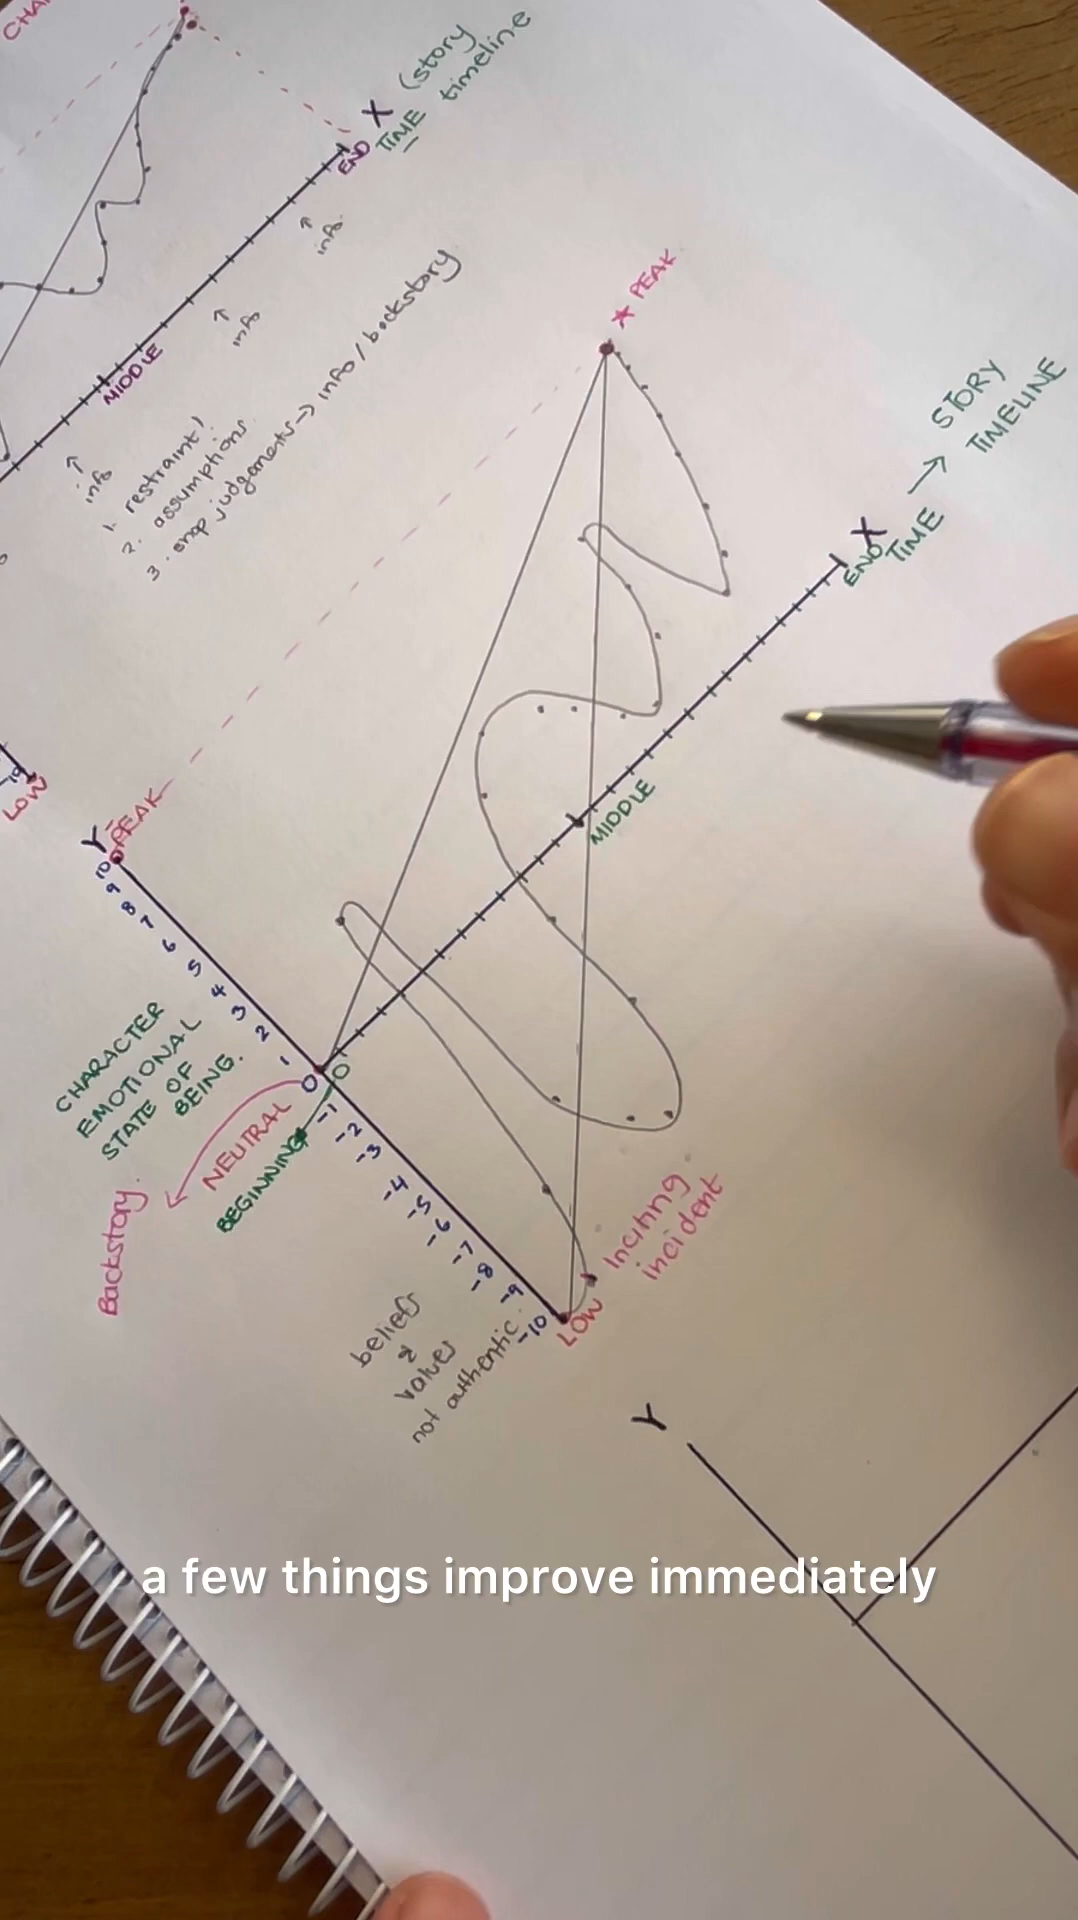 CHA
X
TIME (story
timeline
END
↑
info
↑
info
MIDDLE
↑
info
1. restraint!
2. assumptions
3. snap judgements → info / backstory
-10
LOW
★ PEAK
X
TIME → STORY
TIMELINE
END
MIDDLE
Y
PEAK
10
9
8
7
6
5
4
3
2
1
0
0
-1
-2
-3
-4
-5
-6
-7
-8
-9
-10
LOW
CHARACTER
EMOTIONAL
STATE OF
BEING.
NEUTRAL
BEGINNING
Backstory.
Inciting
incident
beliefs
&
values
not authentic.
Y
a few things improve immediately